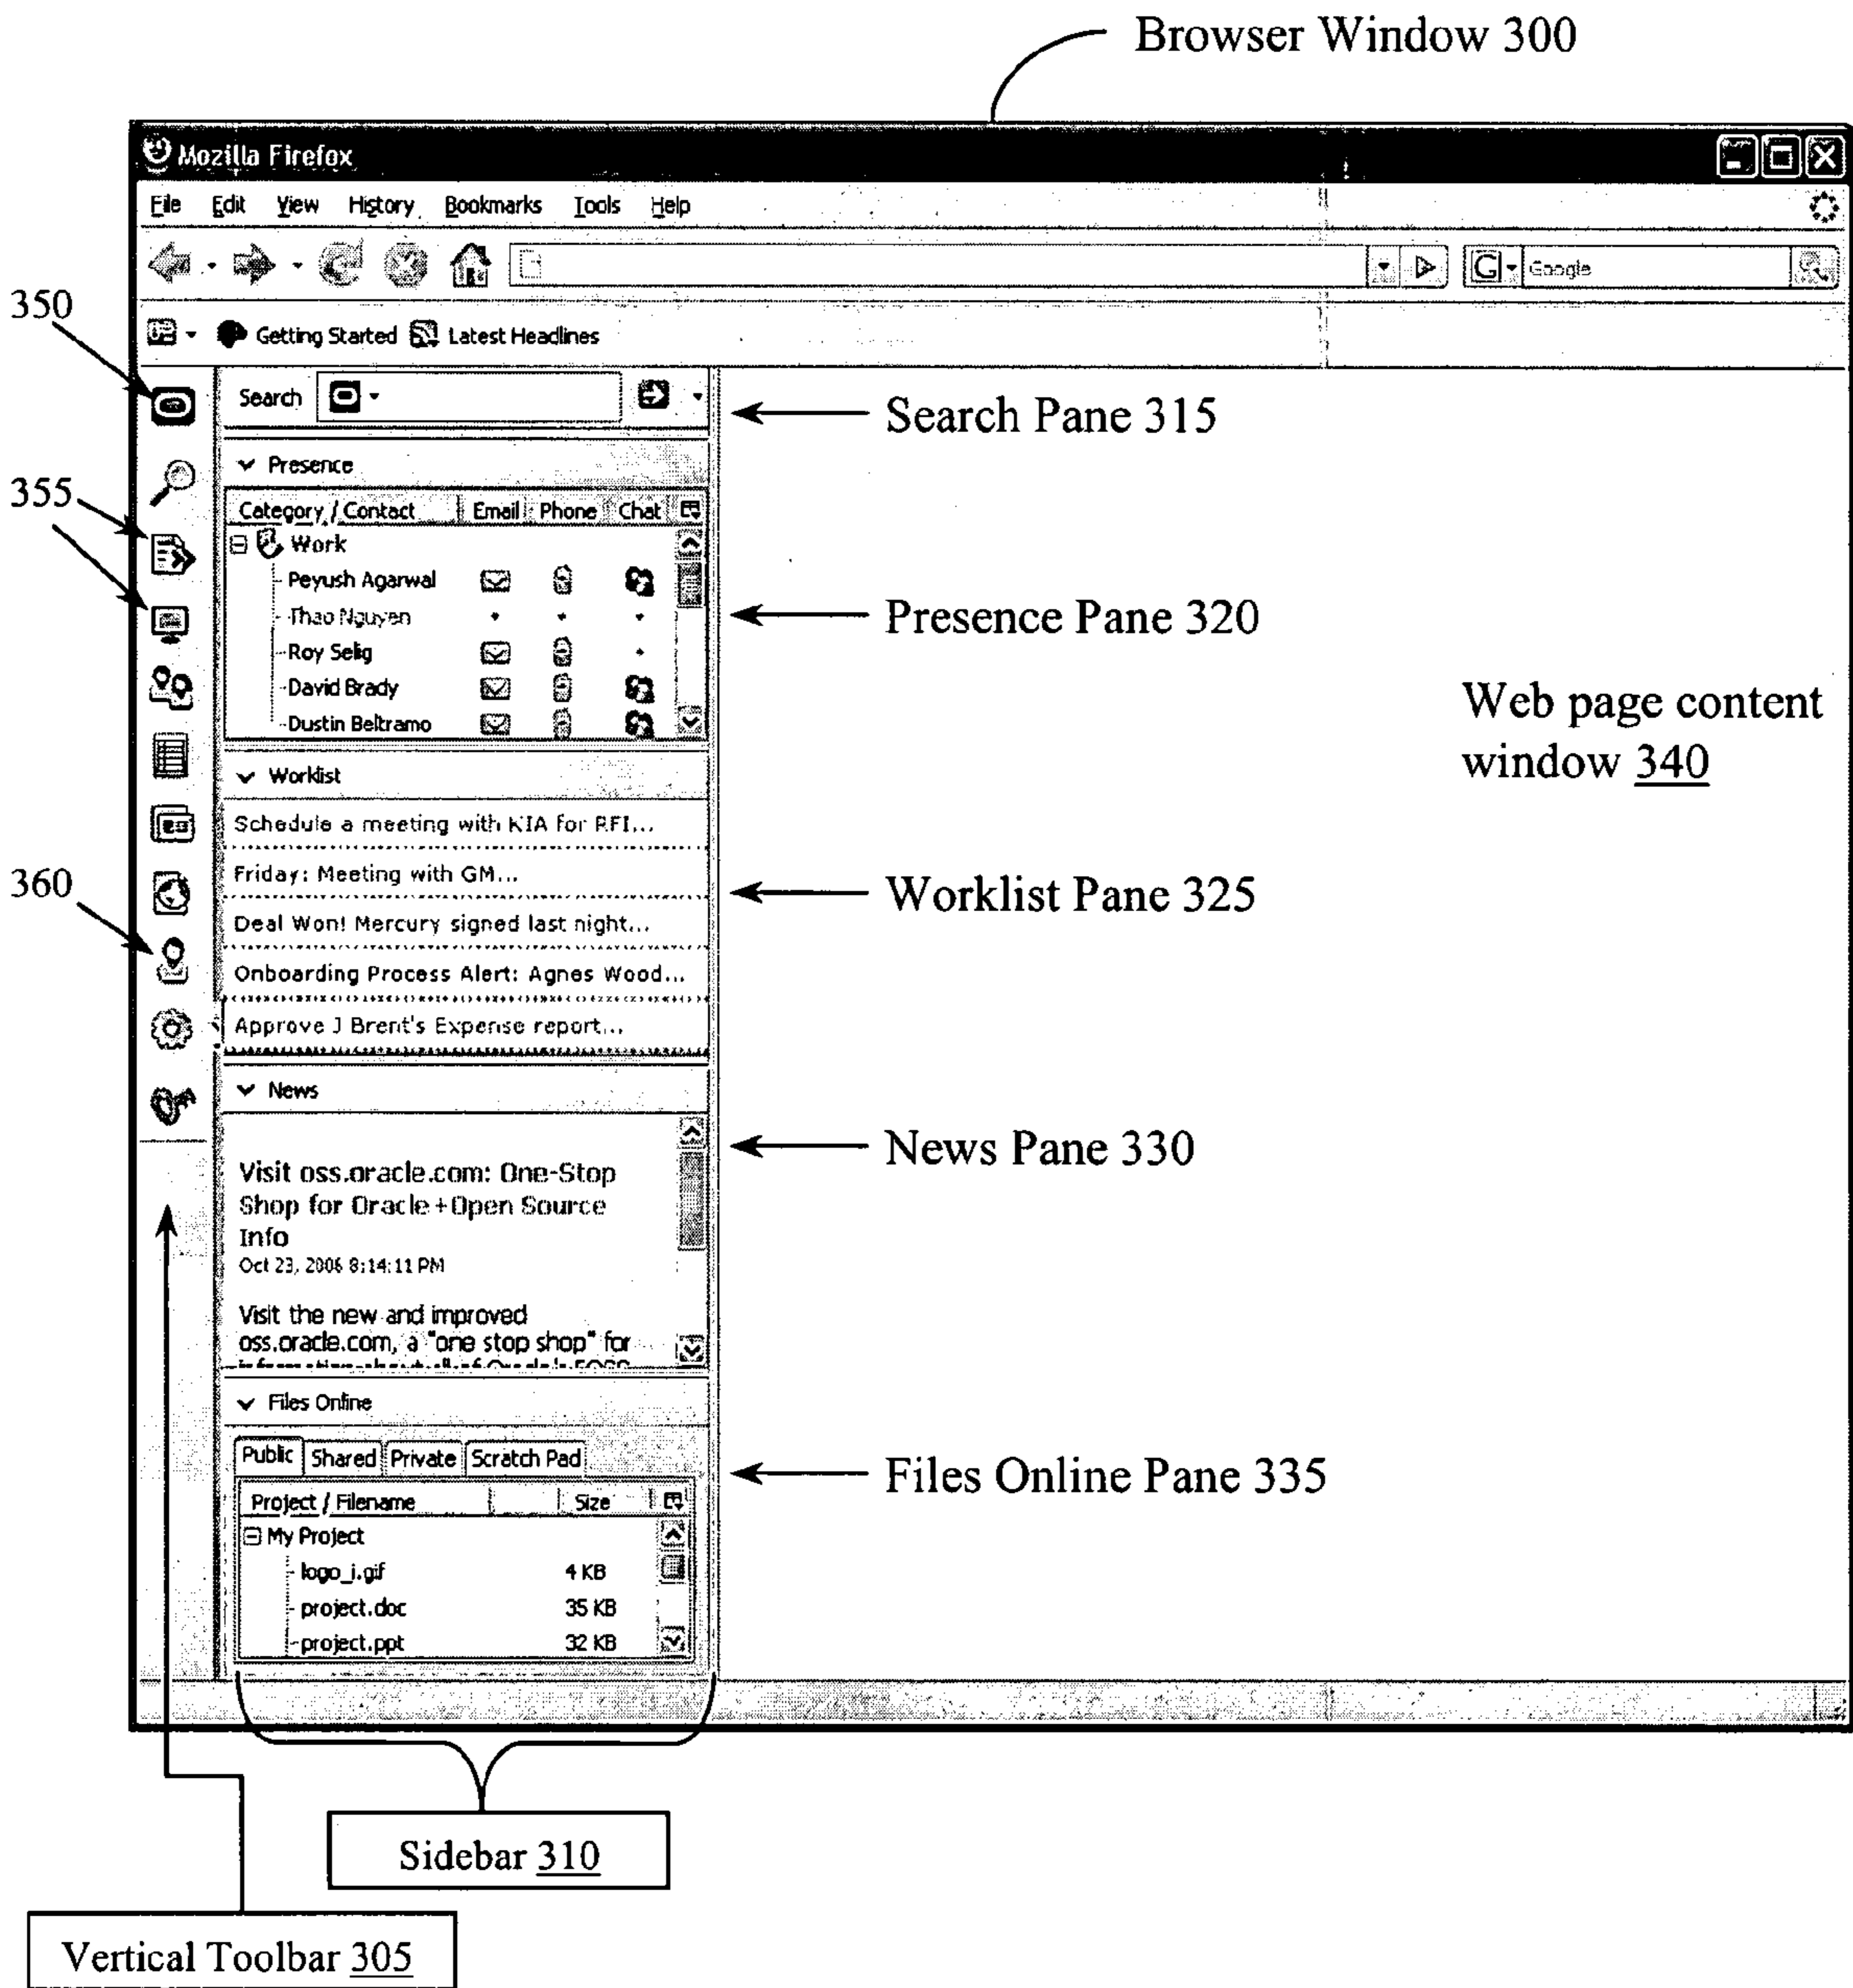 Browser Window 300
Mozilla Firefox
File Edit View History Bookmarks Tools Help
G Google
Getting Started Latest Headlines
350
Search
Search Pane 315
Presence
355
Category / Contact Email Phone Chat
Work
Peyush Agarwal
Thao Nguyen
Presence Pane 320
Roy Selig
David Brady
Dustin Beltramo
Web page content
window 340
Worklist
Schedule a meeting with KIA for RFI...
Friday: Meeting with GM...
360
Worklist Pane 325
Deal Won! Mercury signed last night...
Onboarding Process Alert: Agnes Wood...
Approve J Brent's Expense report...
News
News Pane 330
Visit oss.oracle.com: One-Stop
Shop for Oracle+Open Source
Info
Oct 23, 2006 8:14:11 PM
Visit the new and improved
oss.oracle.com, a "one stop shop" for
information about all of Oracle's FOSS
Files Online
Public Shared Private Scratch Pad
Files Online Pane 335
Project / Filename Size
My Project
logo_i.gif 4 KB
project.doc 35 KB
project.ppt 32 KB
Sidebar 310
Vertical Toolbar 305